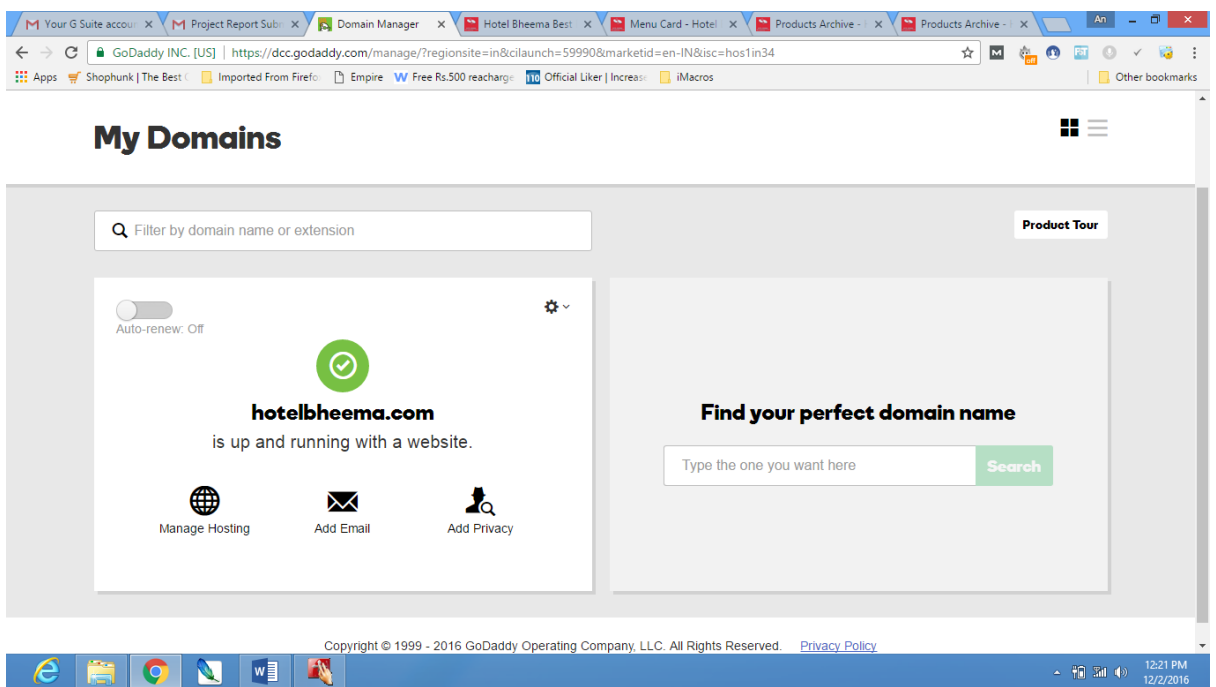 Your G Suite accoun
Project Report Subm
Domain Manager
Hotel Bheema Best
Menu Card - Hotel
Products Archive -
Products Archive -
An
GoDaddy INC. [US] | https://dcc.godaddy.com/manage/?regionsite=in&cilaunch=59990&marketid=en-IN&isc=hos1in34
Apps
Shophunk | The Best
Imported From Firefo
Empire
Free Rs.500 reacharge
Official Liker | Increase
iMacros
Other bookmarks
My Domains
Filter by domain name or extension
Product Tour
Auto-renew: Off
hotelbheema.com
is up and running with a website.
Manage Hosting
Add Email
Add Privacy
Find your perfect domain name
Type the one you want here
Search
Copyright © 1999 - 2016 GoDaddy Operating Company, LLC. All Rights Reserved. Privacy Policy
12:21 PM
12/2/2016